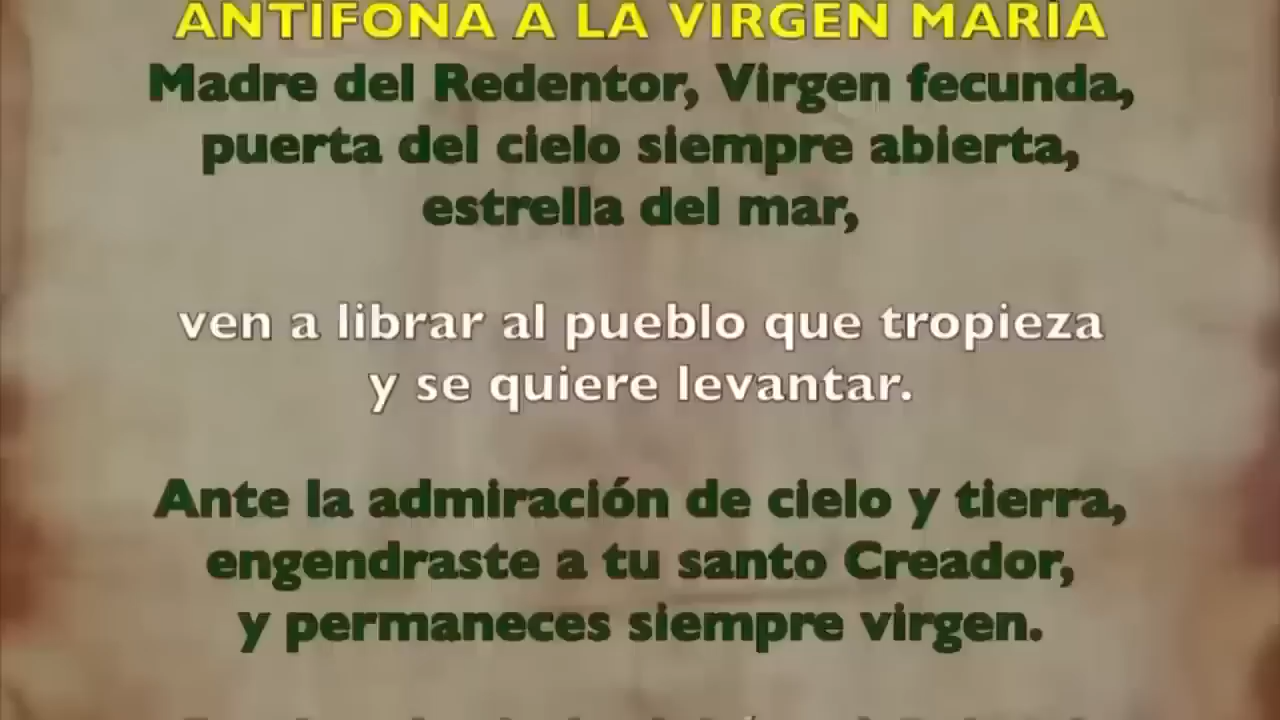 ANTIFONA A LA VIRGEN MARÍA
Madre del Redentor, Virgen fecunda,
puerta del cielo siempre abierta,
estrella del mar,
ven a librar al pueblo que tropieza
y se quiere levantar.
Ante la admiración de cielo y tierra,
engendraste a tu santo Creador,
y permaneces siempre virgen.